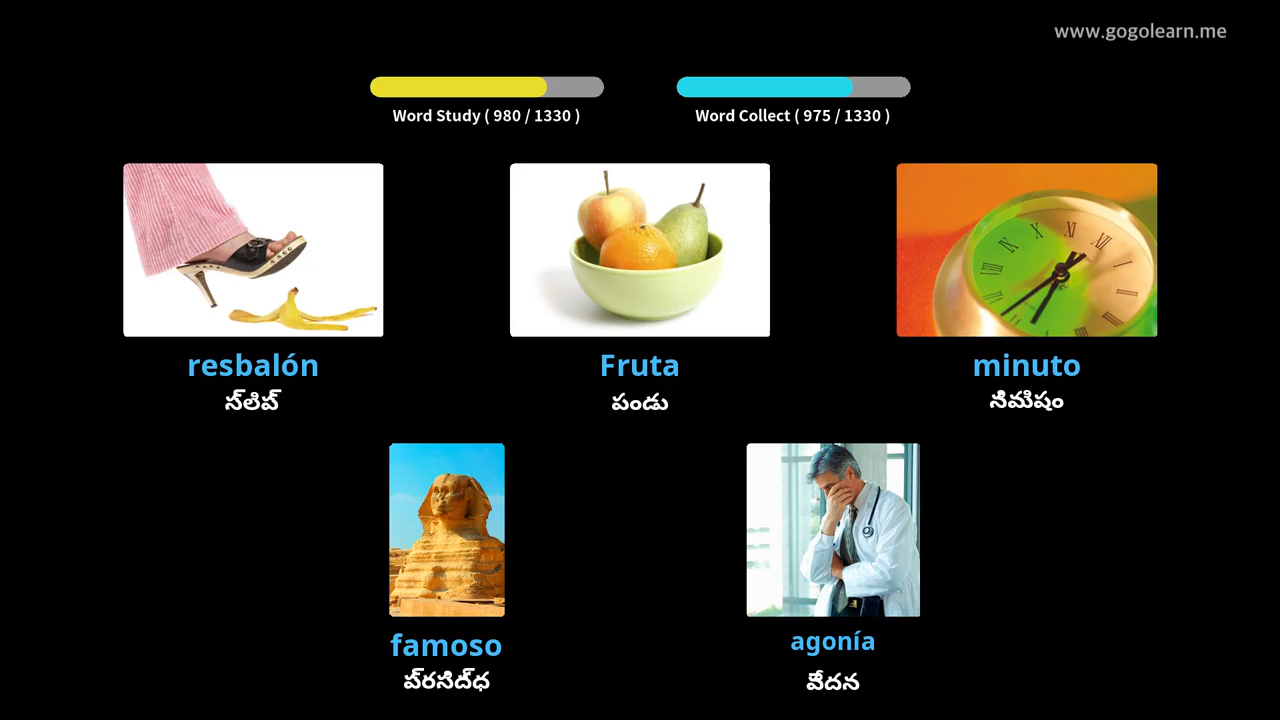 www.gogolearn.me
Word Study ( 980 / 1330 )
Word Collect ( 975 / 1330 )
resbalón
Fruta
minuto
స్లిప్
పండు
నిమిషం
famoso
agonía
ప్రసిద్ధ
వేదన